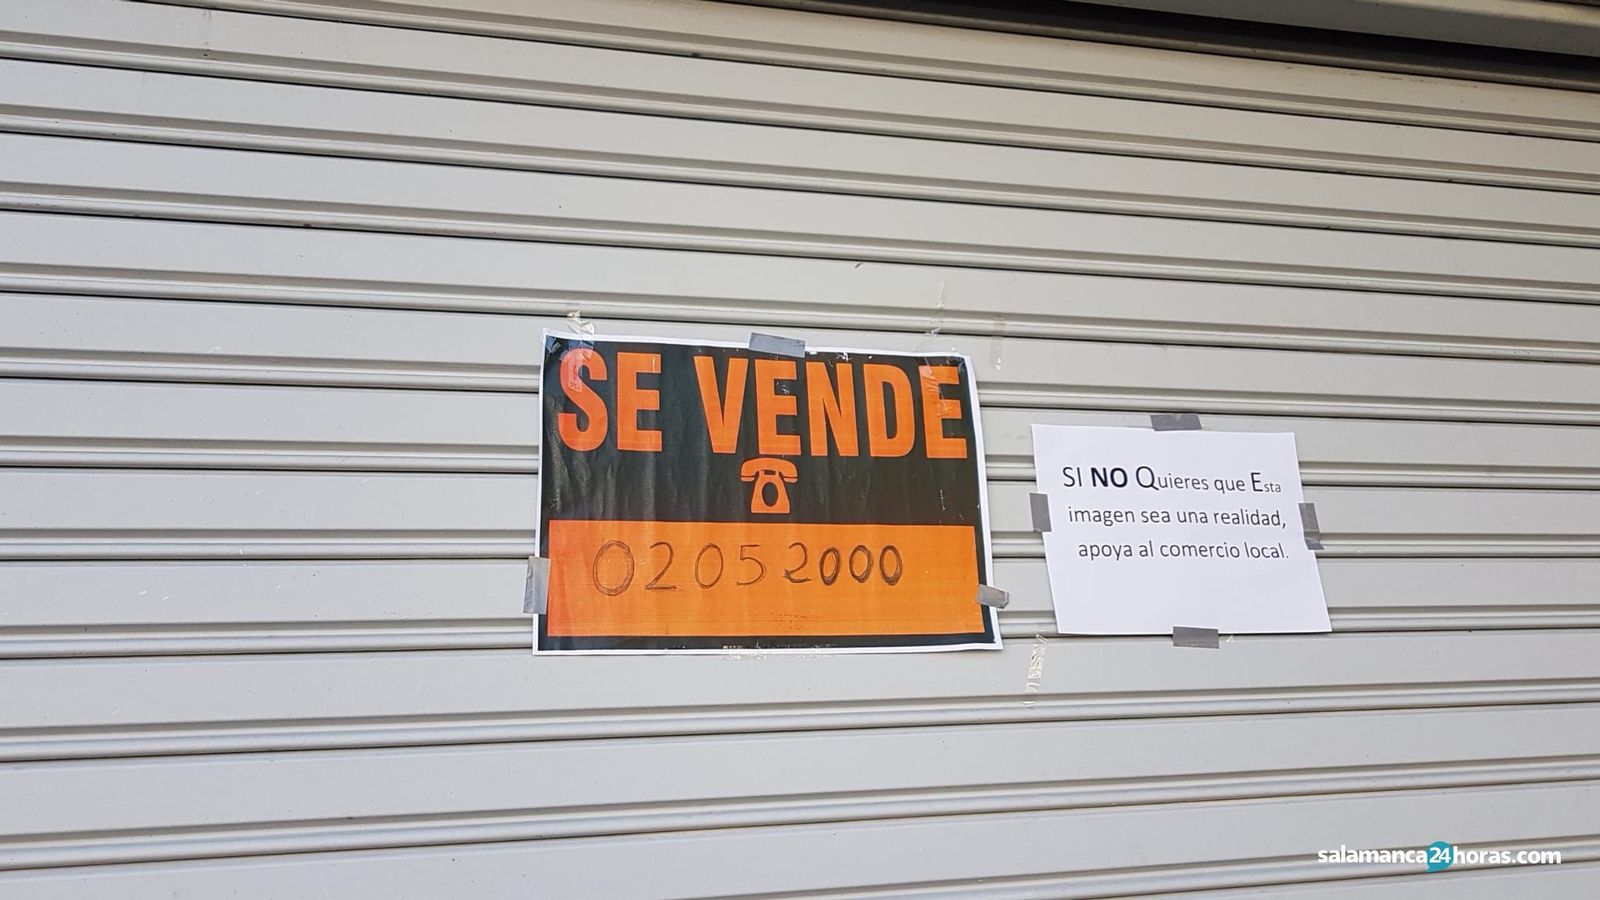 SE VENDE
02052000
SI NO Quieres que Esta
imagen sea una realidad,
apoya al comercio local.
salamanca24horas.com